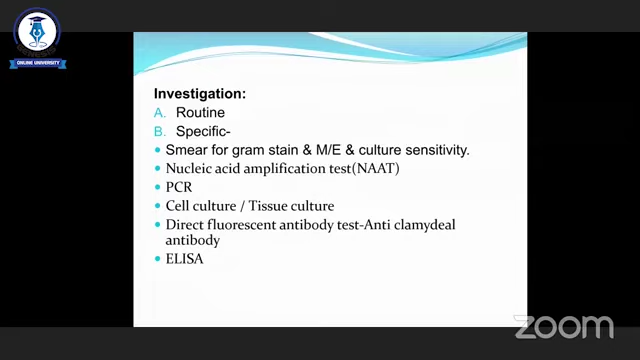 ONLINE UNIVERSITY
Investigation:
A. Routine
B. Specific-
• Smear for gram stain & M/E & culture sensitivity.
• Nucleic acid amplification test(NAAT)
• PCR
• Cell culture / Tissue culture
• Direct fluorescent antibody test-Anti clamydeal
antibody
• ELISA
zoom